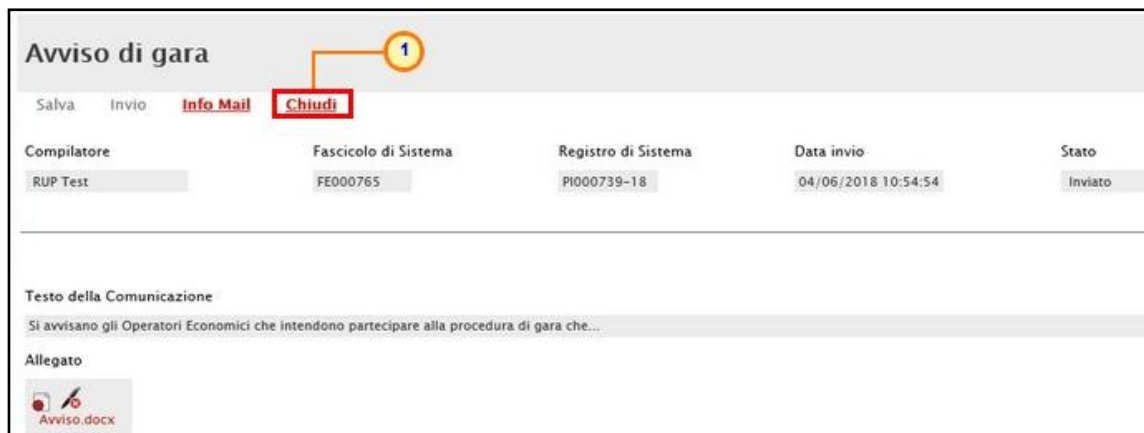 Avviso di gara
1
Salva Invio Info Mail Chiudi
Compilatore Fascicolo di Sistema Registro di Sistema Data invio Stato
RUP Test FE000765 PI000739-18 04/06/2018 10:54:54 Inviato
Testo della Comunicazione
Si avvisano gli Operatori Economici che intendono partecipare alla procedura di gara che...
Allegato
Avviso.docx